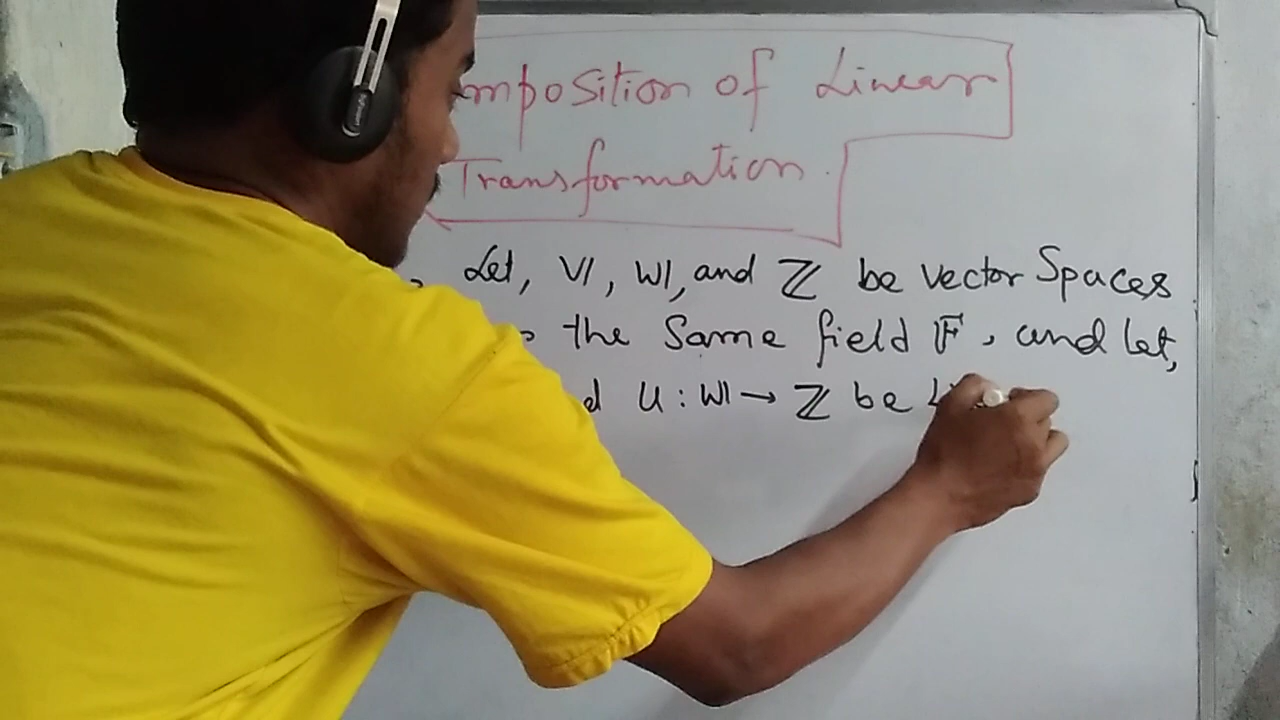 mposition of Linear
Transformation.
Let, V, W, and Z be vector Spaces
the Same field F, and let,
d U : W → Z be